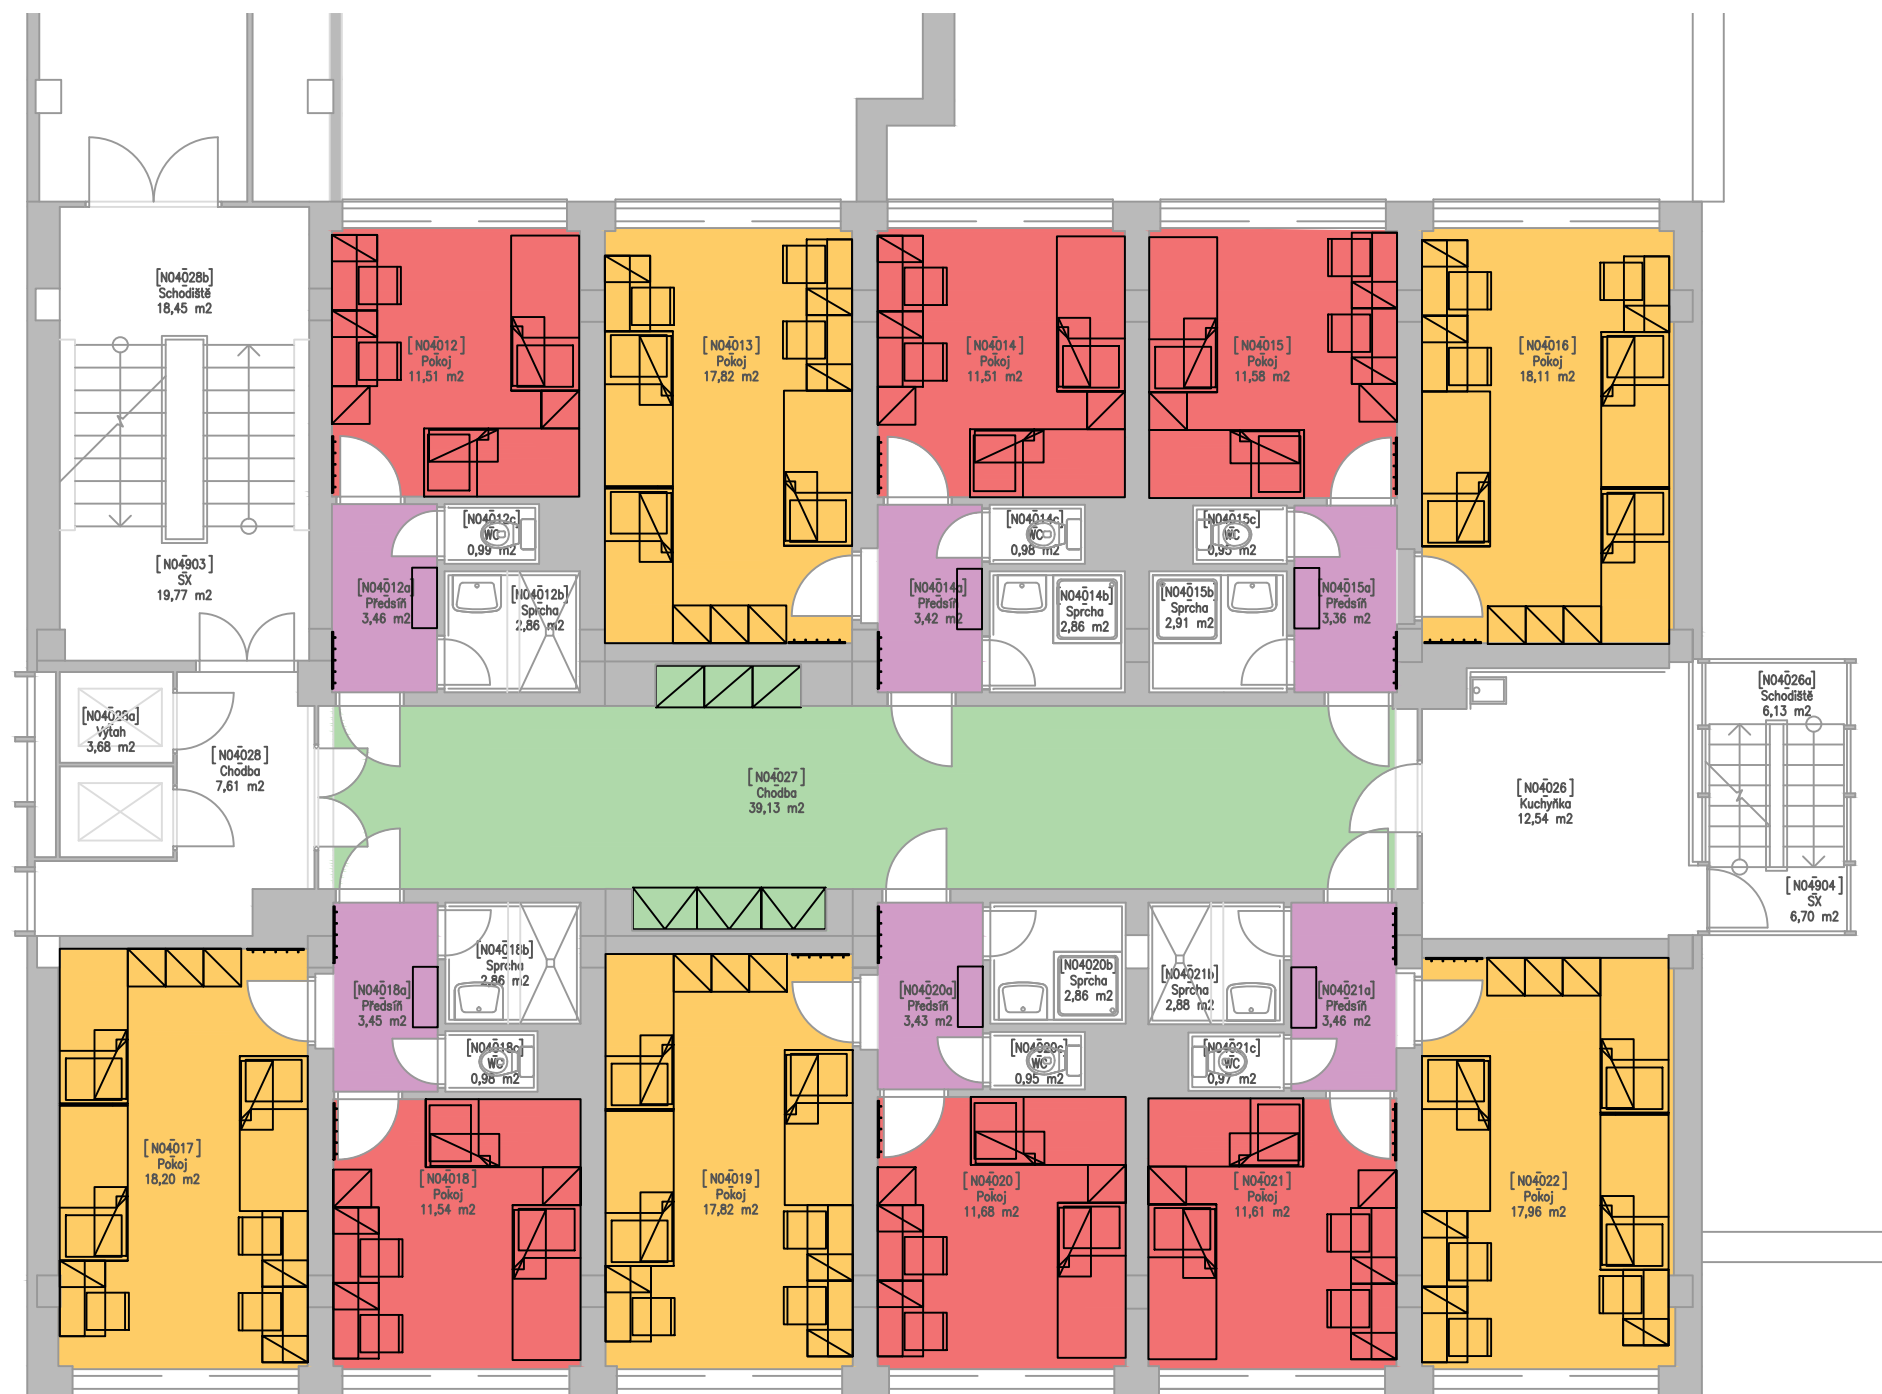 [N04028b]
Schodiště
18,45 m2
[N04012]
Pokoj
11,51 m2
[N04013]
Pokoj
17,82 m2
[N04014]
Pokoj
11,51 m2
[N04015]
Pokoj
11,58 m2
[N04016]
Pokoj
18,11 m2
[N04903]
SX
19,77 m2
[N04012c]
WC
0,99 m2
[N04014c]
WC
0,98 m2
[N04015c]
WC
0,95 m2
[N04012a]
Předsíň
3,46 m2
[N04012b]
Sprcha
2,86 m2
[N04014a]
Předsíň
3,42 m2
[N04014b]
Sprcha
2,86 m2
[N04015b]
Sprcha
2,91 m2
[N04015a]
Předsíň
3,36 m2
[N04026a]
Schodiště
6,13 m2
Výtah
3,68 m2
[N04028]
Chodba
7,61 m2
[N04027]
Chodba
39,13 m2
[N04026]
Kuchyňka
12,54 m2
[N04904]
SX
6,70 m2
[N04018b]
Sprcha
2,86 m2
[N04018a]
Předsíň
3,45 m2
[N04020a]
Předsíň
3,43 m2
[N04020b]
Sprcha
2,86 m2
[N04021b]
Sprcha
2,88 m2
[N04021a]
Předsíň
3,46 m2
[N04018c]
WC
0,98 m2
[N04020c]
WC
0,95 m2
[N04021c]
WC
0,97 m2
[N04017]
Pokoj
18,20 m2
[N04018]
Pokoj
11,54 m2
[N04019]
Pokoj
17,82 m2
[N04020]
Pokoj
11,68 m2
[N04021]
Pokoj
11,61 m2
[N04022]
Pokoj
17,96 m2